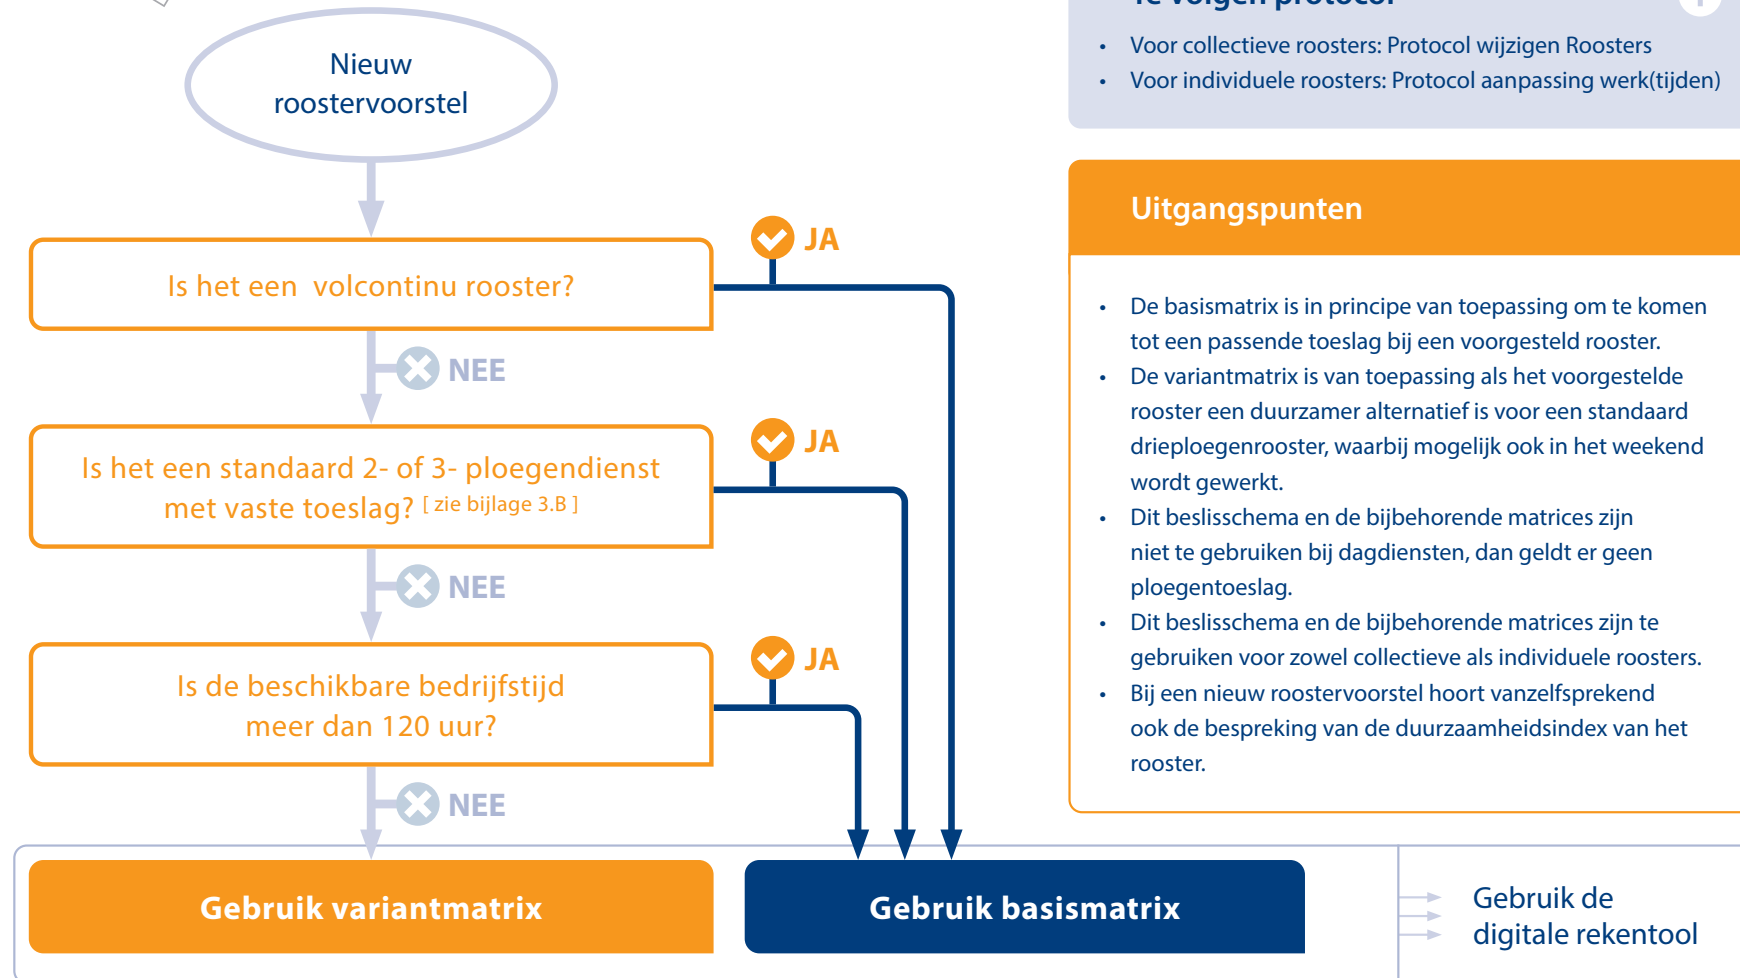 Te volgen protocol
• Voor collectieve roosters: Protocol wijzigen Roosters
• Voor individuele roosters: Protocol aanpassing werk(tijden)
Nieuw
roostervoorstel
Is het een volcontinu rooster?
JA
NEE
Is het een standaard 2- of 3- ploegendienst
met vaste toeslag? [ zie bijlage 3.B ]
JA
NEE
Is de beschikbare bedrijfstijd
meer dan 120 uur?
JA
NEE
Gebruik variantmatrix
Gebruik basismatrix
Gebruik de
digitale rekentool
Uitgangspunten
• De basismatrix is in principe van toepassing om te komen
tot een passende toeslag bij een voorgesteld rooster.
• De variantmatrix is van toepassing als het voorgestelde
rooster een duurzamer alternatief is voor een standaard
drieploegenrooster, waarbij mogelijk ook in het weekend
wordt gewerkt.
• Dit beslisschema en de bijbehorende matrices zijn
niet te gebruiken bij dagdiensten, dan geldt er geen
ploegentoeslag.
• Dit beslisschema en de bijbehorende matrices zijn te
gebruiken voor zowel collectieve als individuele roosters.
• Bij een nieuw roostervoorstel hoort vanzelfsprekend
ook de bespreking van de duurzaamheidsindex van het
rooster.